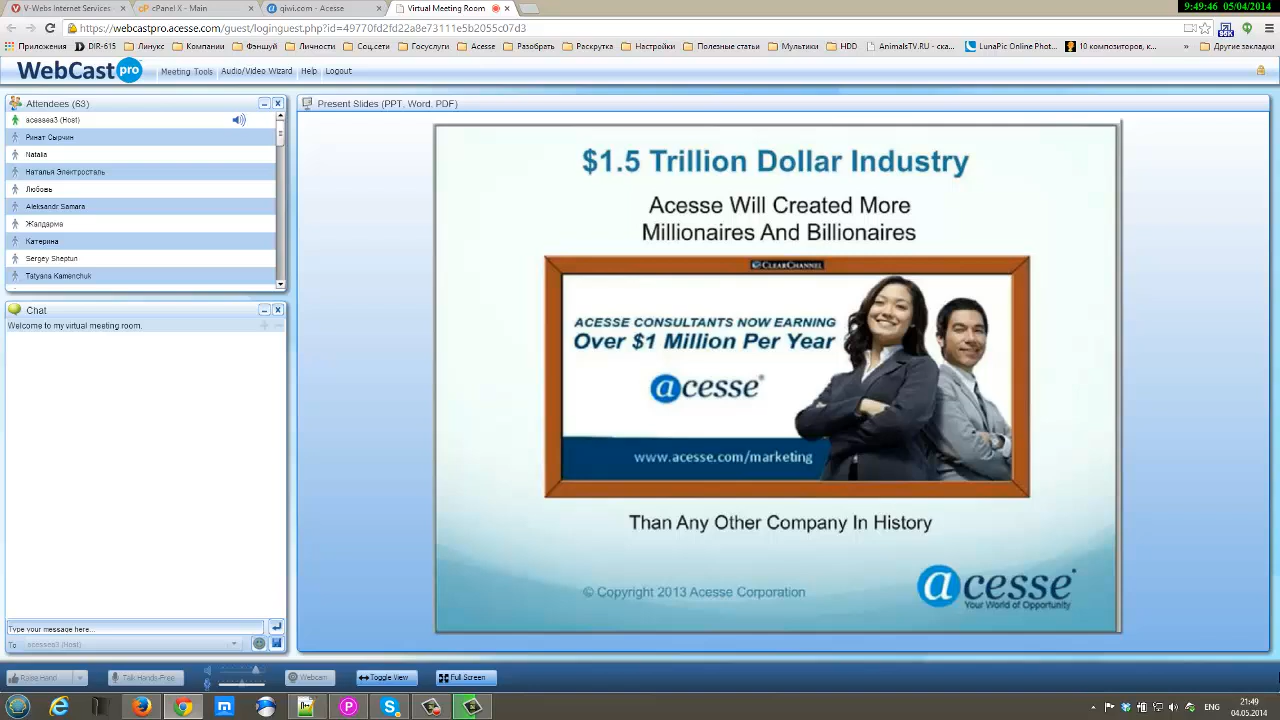 9:49:46 05/04/2014
V-Webs Internet Services
cPanel X - Main
qiwi.com - Acesse
Virtual Meeting Room
https://webcastpro.acesse.com/guest/loginguest.php?id=49770fd2fd22a8e73111e5b2055c07d3
Приложения
DIR-615
Линукс
Компании
Фэншуй
Личности
Соц.сети
Госуслуги
Acesse
Разобрать
Раскрутка
Настройки
Полезные статьи
Мультики
HDD
AnimalsTV.RU - ска...
LunaPic Online Phot...
10 композиторов, к...
»
Другие закладки
WebCast pro
Meeting Tools
Audio/Video Wizard
Help
Logout
Attendees (63)
acessea3 (Host)
Ринат Сырчин
Natalia
Наталья Электросталь
Любовь
Aleksandr Samara
Жалдарма
Катерина
Sergey Sheptun
Tatyana Kamenchuk
Chat
Welcome to my virtual meeting room.
Type your message here...
To
acessea3 (Host)
Present Slides (PPT, Word, PDF)
$1.5 Trillion Dollar Industry
Acesse Will Created More
Millionaires And Billionaires
CLEARCHANNEL
ACESSE CONSULTANTS NOW EARNING
Over $1 Million Per Year
acesse®
www.acesse.com/marketing
Than Any Other Company In History
© Copyright 2013 Acesse Corporation
acesse
Your World of Opportunity
Raise Hand
Talk Hands-Free
Webcam
Toggle View
Full Screen
ENG
21:49
04.05.2014